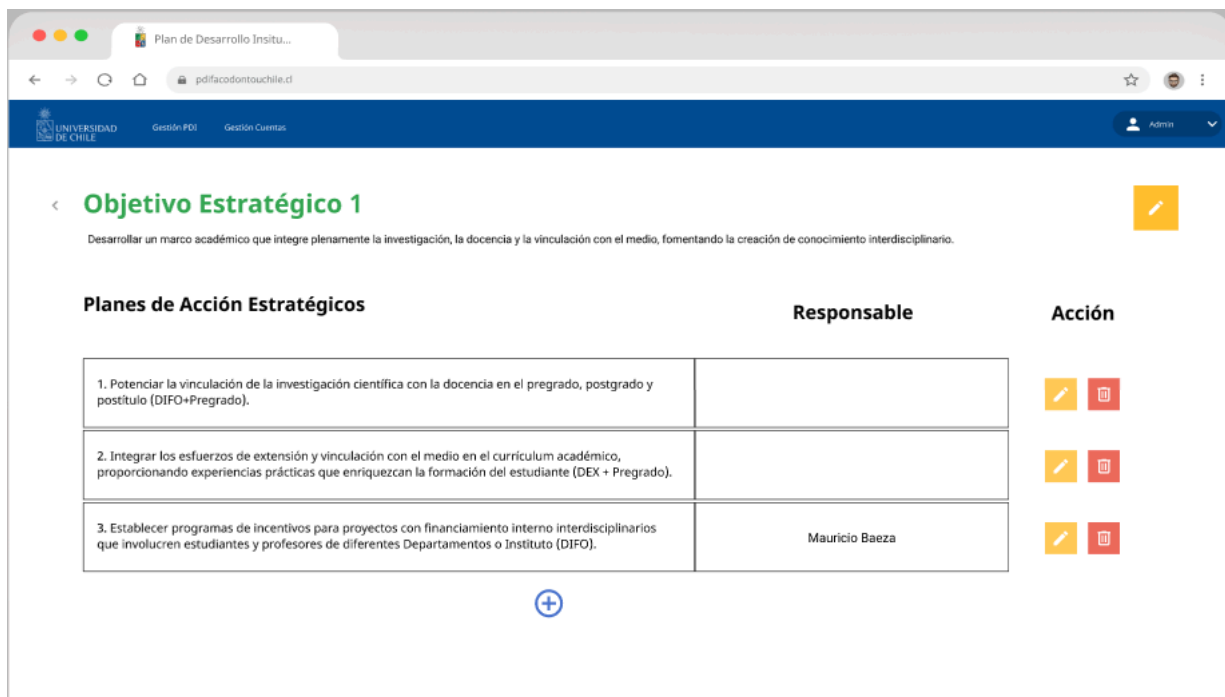 Plan de Desarrollo Insitu...
pdifacodontouchile.cl
UNIVERSIDAD
DE CHILE
Gestión PDI
Gestión Cuentas
Admin
Objetivo Estratégico 1
Desarrollar un marco académico que integre plenamente la investigación, la docencia y la vinculación con el medio, fomentando la creación de conocimiento interdisciplinario.
Planes de Acción Estratégicos
Responsable
Acción
1. Potenciar la vinculación de la investigación científica con la docencia en el pregrado, postgrado y
postítulo (DIFO+Pregrado).
2. Integrar los esfuerzos de extensión y vinculación con el medio en el currículum académico,
proporcionando experiencias prácticas que enriquezcan la formación del estudiante (DEX + Pregrado).
3. Establecer programas de incentivos para proyectos con financiamiento interno interdisciplinarios
que involucren estudiantes y profesores de diferentes Departamentos o Instituto (DIFO).
Mauricio Baeza